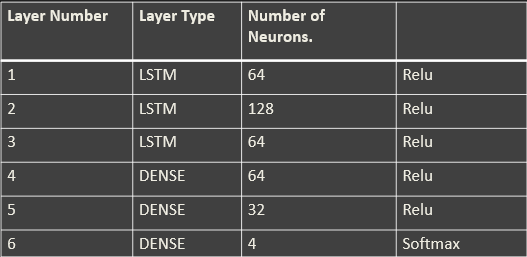 Layer Number Layer Type Number of
Neurons.
1 LSTM 64 Relu
2 LSTM 128 Relu
3 LSTM 64 Relu
4 DENSE 64 Relu
5 DENSE 32 Relu
6 DENSE 4 Softmax